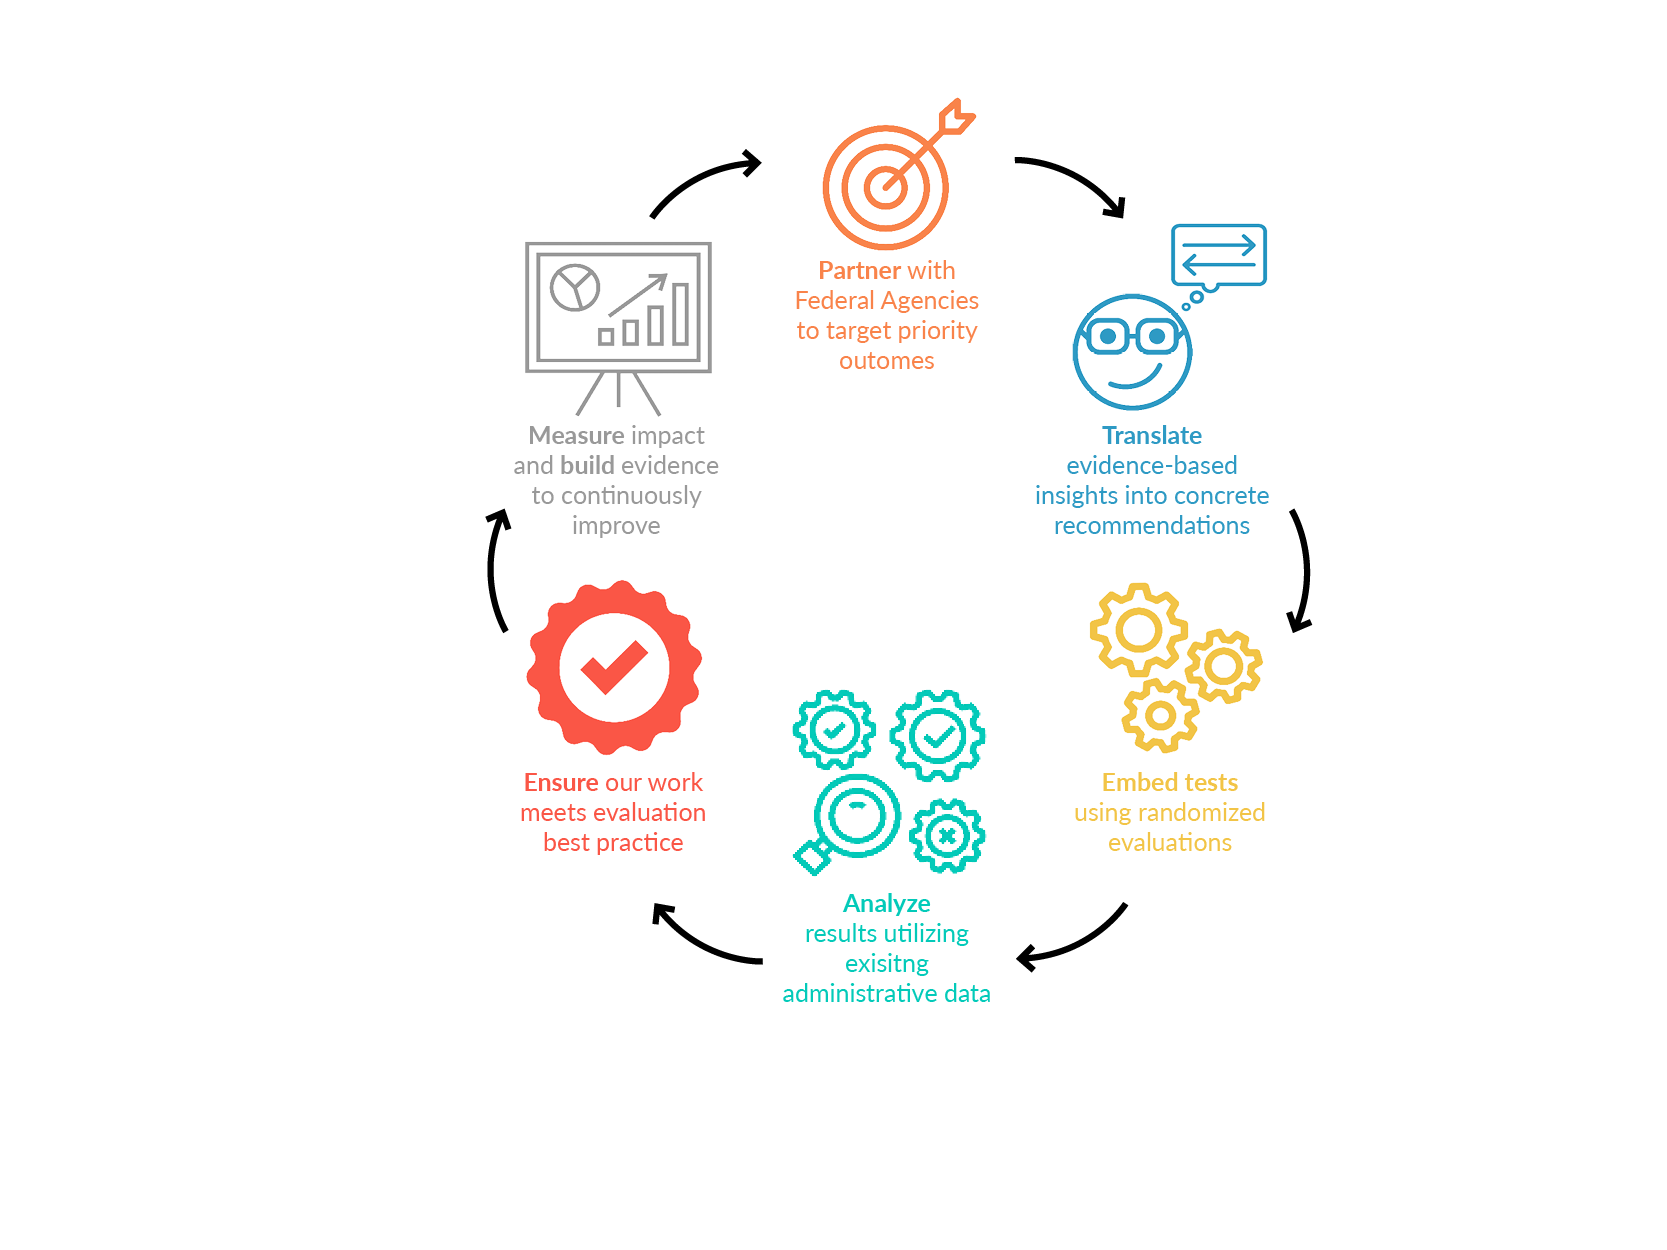 Partner with
Federal Agencies
to target priority
outomes
Translate
evidence-based
insights into concrete
recommendations
Embed tests
using randomized
evaluations
Analyze
results utilizing
exisitng
administrative data
Ensure our work
meets evaluation
best practice
Measure impact
and build evidence
to continuously
improve